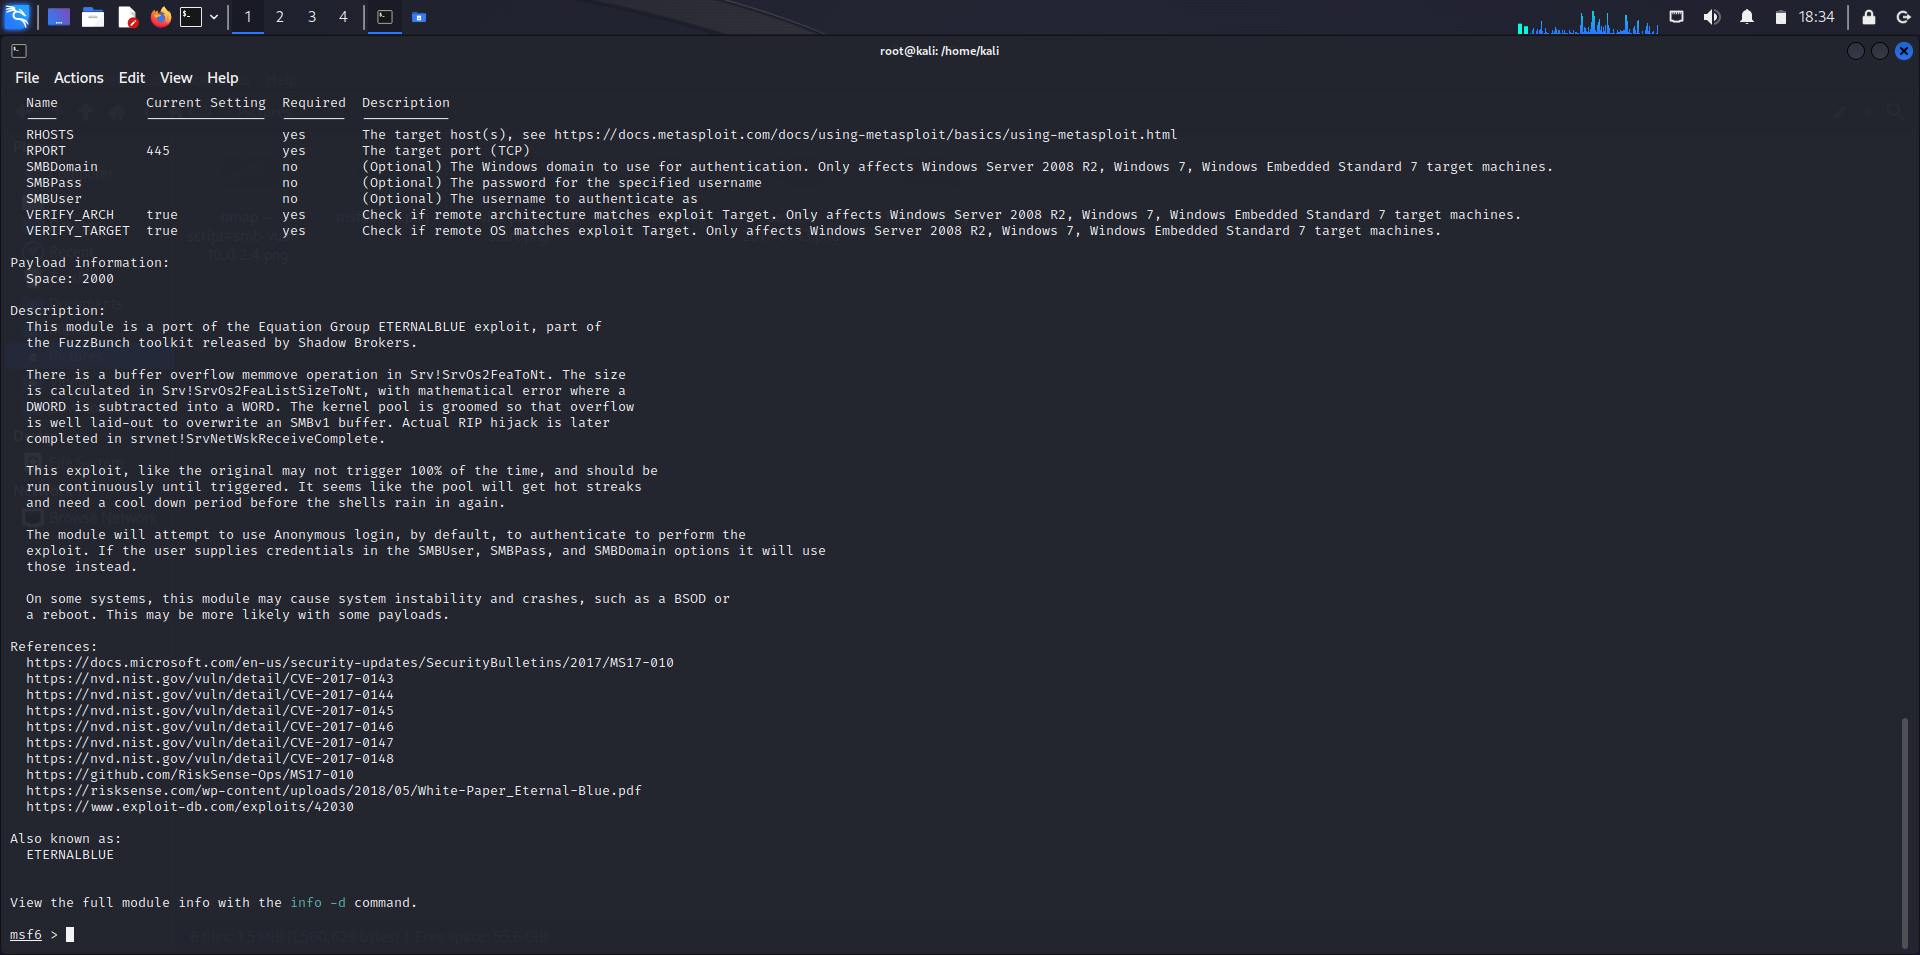 1 2 3 4 18:34
root@kali: /home/kali
File Actions Edit View Help
Name Current Setting Required Description
RHOSTS yes The target host(s), see https://docs.metasploit.com/docs/using-metasploit/basics/using-metasploit.html
RPORT 445 yes The target port (TCP)
SMBDomain no (Optional) The Windows domain to use for authentication. Only affects Windows Server 2008 R2, Windows 7, Windows Embedded Standard 7 target machines.
SMBPass no (Optional) The password for the specified username
SMBUser no (Optional) The username to authenticate as
VERIFY_ARCH true yes Check if remote architecture matches exploit Target. Only affects Windows Server 2008 R2, Windows 7, Windows Embedded Standard 7 target machines.
VERIFY_TARGET true yes Check if remote OS matches exploit Target. Only affects Windows Server 2008 R2, Windows 7, Windows Embedded Standard 7 target machines.
Payload information:
Space: 2000
Description:
This module is a port of the Equation Group ETERNALBLUE exploit, part of
the FuzzBunch toolkit released by Shadow Brokers.
There is a buffer overflow memmove operation in Srv!SrvOs2FeaToNt. The size
is calculated in Srv!SrvOs2FeaListSizeToNt, with mathematical error where a
DWORD is subtracted into a WORD. The kernel pool is groomed so that overflow
is well laid-out to overwrite an SMBv1 buffer. Actual RIP hijack is later
completed in srvnet!SrvNetWskReceiveComplete.
This exploit, like the original may not trigger 100% of the time, and should be
run continuously until triggered. It seems like the pool will get hot streaks
and need a cool down period before the shells rain in again.
The module will attempt to use Anonymous login, by default, to authenticate to perform the
exploit. If the user supplies credentials in the SMBUser, SMBPass, and SMBDomain options it will use
those instead.
On some systems, this module may cause system instability and crashes, such as a BSOD or
a reboot. This may be more likely with some payloads.
References:
https://docs.microsoft.com/en-us/security-updates/SecurityBulletins/2017/MS17-010
https://nvd.nist.gov/vuln/detail/CVE-2017-0143
https://nvd.nist.gov/vuln/detail/CVE-2017-0144
https://nvd.nist.gov/vuln/detail/CVE-2017-0145
https://nvd.nist.gov/vuln/detail/CVE-2017-0146
https://nvd.nist.gov/vuln/detail/CVE-2017-0147
https://nvd.nist.gov/vuln/detail/CVE-2017-0148
https://github.com/RiskSense-Ops/MS17-010
https://risksense.com/wp-content/uploads/2018/05/White-Paper_Eternal-Blue.pdf
https://www.exploit-db.com/exploits/42030
Also known as:
ETERNALBLUE
View the full module info with the info -d command.
msf6 >